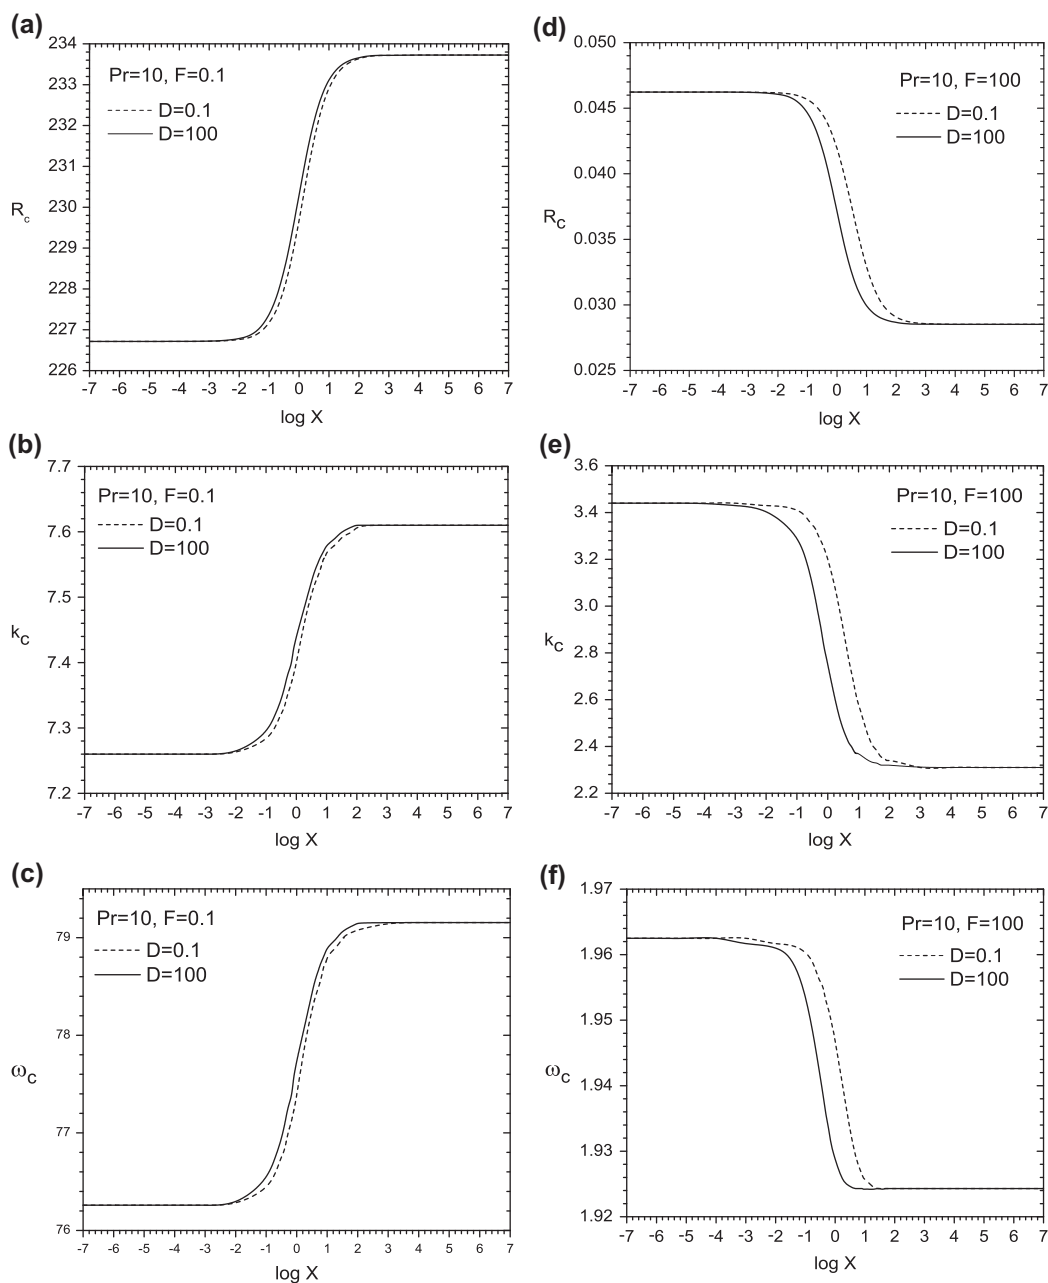 (a)
234
233
232
231
230
229
228
227
226
R_c
Pr=10, F=0.1
D=0.1
D=100
-7 -6 -5 -4 -3 -2 -1 0 1 2 3 4 5 6 7
log X
(d)
0.050
0.045
0.040
0.035
0.030
0.025
R_C
Pr=10, F=100
D=0.1
D=100
-7 -6 -5 -4 -3 -2 -1 0 1 2 3 4 5 6 7
log X
(b)
7.7
7.6
7.5
7.4
7.3
7.2
k_C
Pr=10, F=0.1
D=0.1
D=100
-7 -6 -5 -4 -3 -2 -1 0 1 2 3 4 5 6 7
log X
(e)
3.6
3.4
3.2
3.0
2.8
2.6
2.4
2.2
k_C
Pr=10, F=100
D=0.1
D=100
-7 -6 -5 -4 -3 -2 -1 0 1 2 3 4 5 6 7
log X
(c)
79
78
77
76
ω_C
Pr=10, F=0.1
D=0.1
D=100
-7 -6 -5 -4 -3 -2 -1 0 1 2 3 4 5 6 7
log X
(f)
1.97
1.96
1.95
1.94
1.93
1.92
ω_C
Pr=10, F=100
D=0.1
D=100
-7 -6 -5 -4 -3 -2 -1 0 1 2 3 4 5 6 7
log X